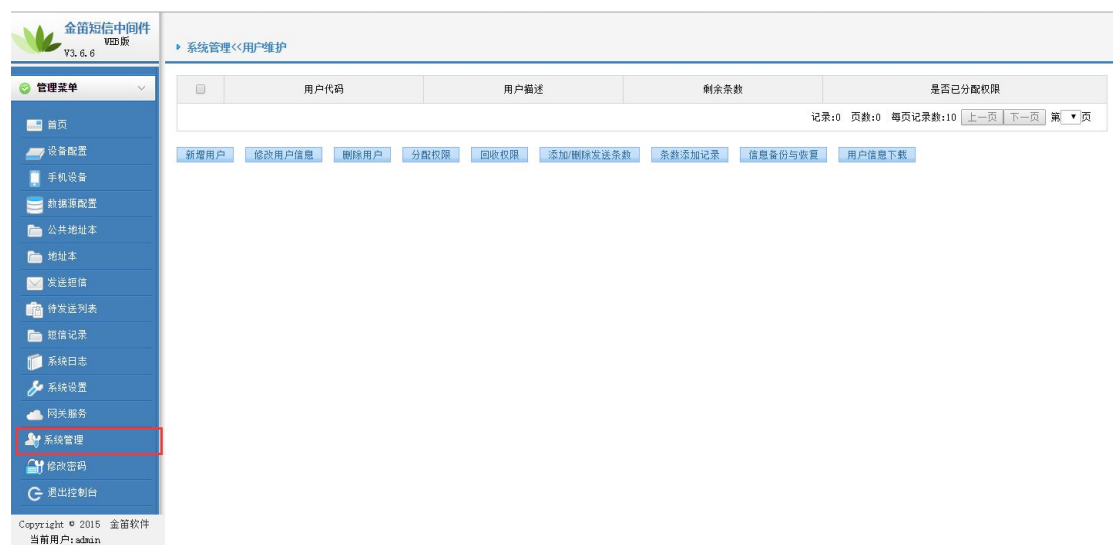 金笛短信中间件
WEB版
V3.6.6
系统管理<<用户维护
管理菜单
用户代码 用户描述 剩余条数 是否已分配权限
首页
记录:0 页数:0 每页记录数:10 上一页 下一页 第 页
设备配置
新增用户 修改用户信息 删除用户 分配权限 回收权限 添加/删除发送条数 条数添加记录 信息备份与恢复 用户信息下载
手机设备
数据源配置
公共地址本
地址本
发送短信
待发送列表
短信记录
系统日志
系统设置
网关服务
系统管理
修改密码
退出控制台
Copyright © 2015 金笛软件
当前用户:admin